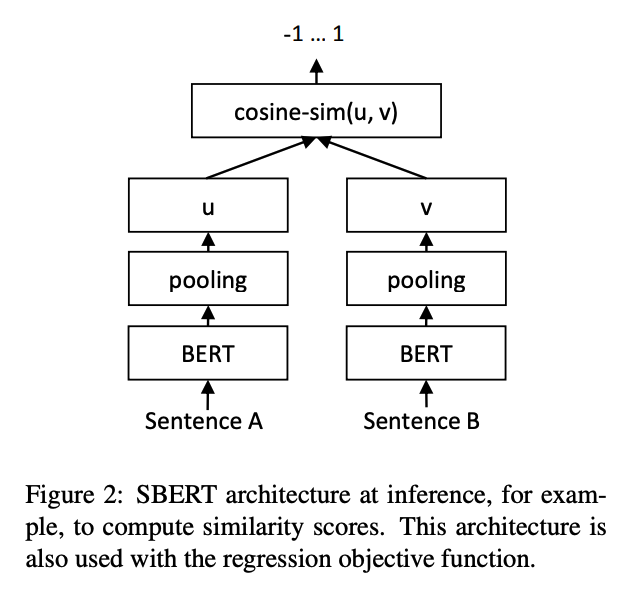 -1 ... 1
cosine-sim(u, v)
u
v
pooling
pooling
BERT
BERT
Sentence A
Sentence B
Figure 2: SBERT architecture at inference, for exam-
ple, to compute similarity scores. This architecture is
also used with the regression objective function.